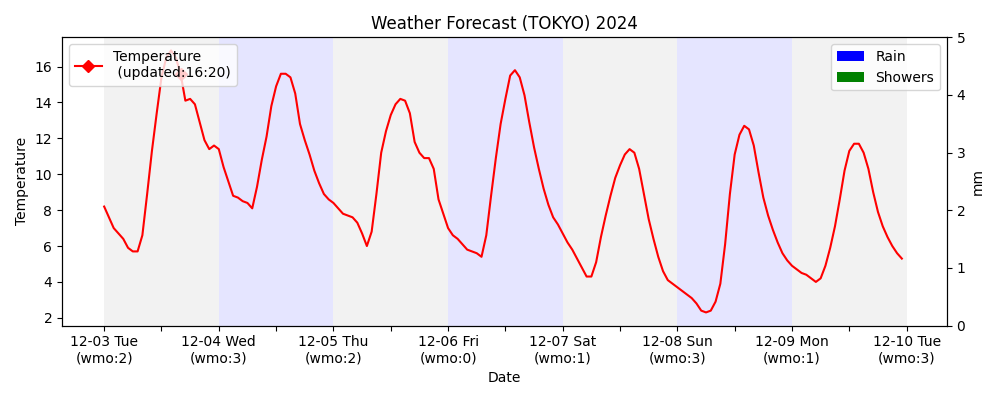 Weather Forecast (TOKYO) 2024
Temperature
(updated:16:20)
Rain
Showers
Temperature
16
14
12
10
8
6
4
2
5
4
3
2
1
0
mm
12-03 Tue
(wmo:2)
12-04 Wed
(wmo:3)
12-05 Thu
(wmo:2)
12-06 Fri
(wmo:0)
12-07 Sat
(wmo:1)
12-08 Sun
(wmo:3)
12-09 Mon
(wmo:1)
12-10 Tue
(wmo:3)
Date